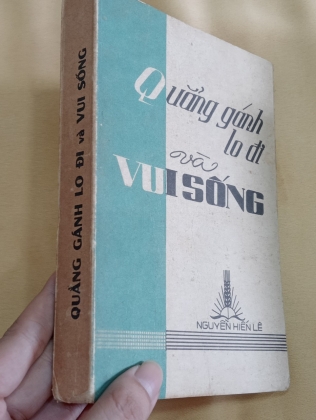 QUẲNG GÁNH LO ĐI và VUI SỐNG
Quẳng gánh
lo đi
và
VUI SỐNG
NGUYỄN HIẾN LÊ